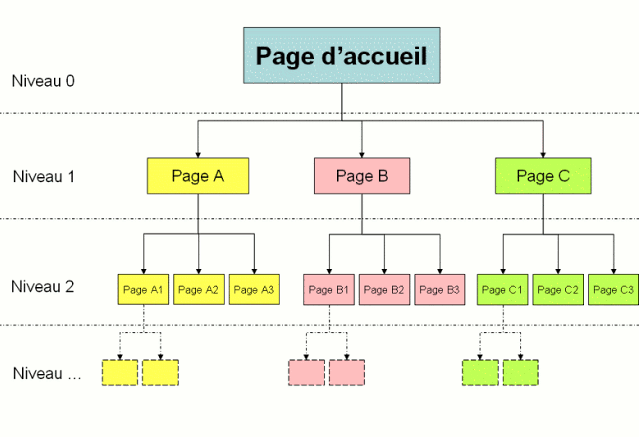 Page d’accueil
Niveau 0
Niveau 1
Page A
Page B
Page C
Niveau 2
Page A1
Page A2
Page A3
Page B1
Page B2
Page B3
Page C1
Page C2
Page C3
Niveau ...